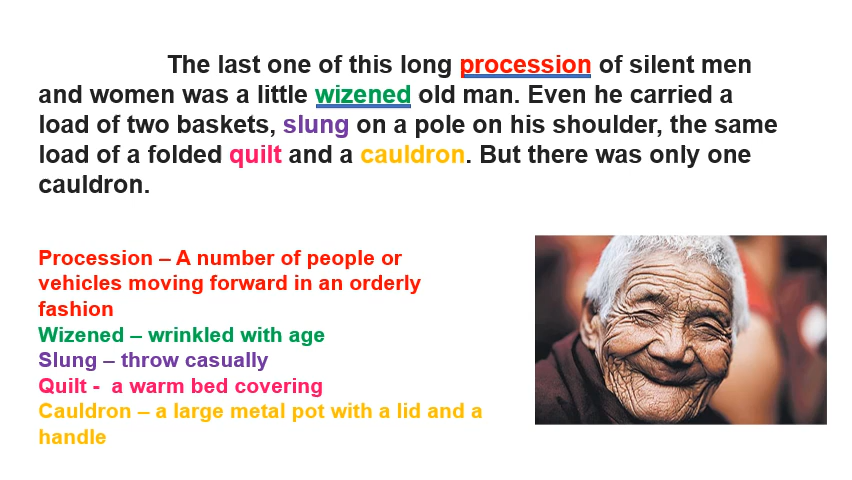 The last one of this long procession of silent men
and women was a little wizened old man. Even he carried a
load of two baskets, slung on a pole on his shoulder, the same
load of a folded quilt and a cauldron. But there was only one
cauldron.
Procession – A number of people or
vehicles moving forward in an orderly
fashion
Wizened – wrinkled with age
Slung – throw casually
Quilt -  a warm bed covering
Cauldron – a large metal pot with a lid and a
handle